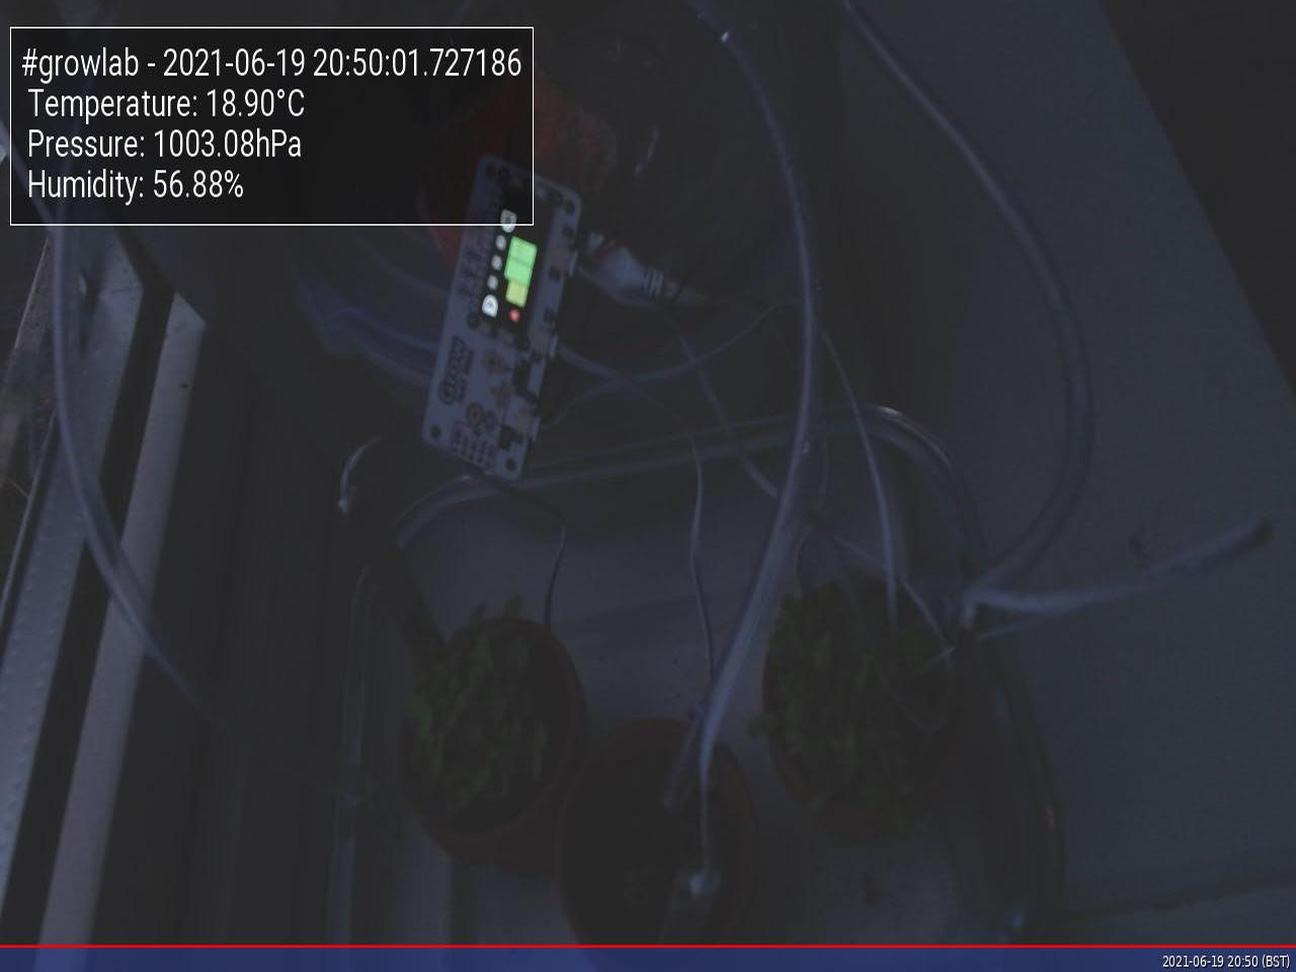 #growlab - 2021-06-19 20:50:01.727186
Temperature: 18.90°C
Pressure: 1003.08hPa
Humidity: 56.88%
GROW
2021-06-19 20:50 (BST)